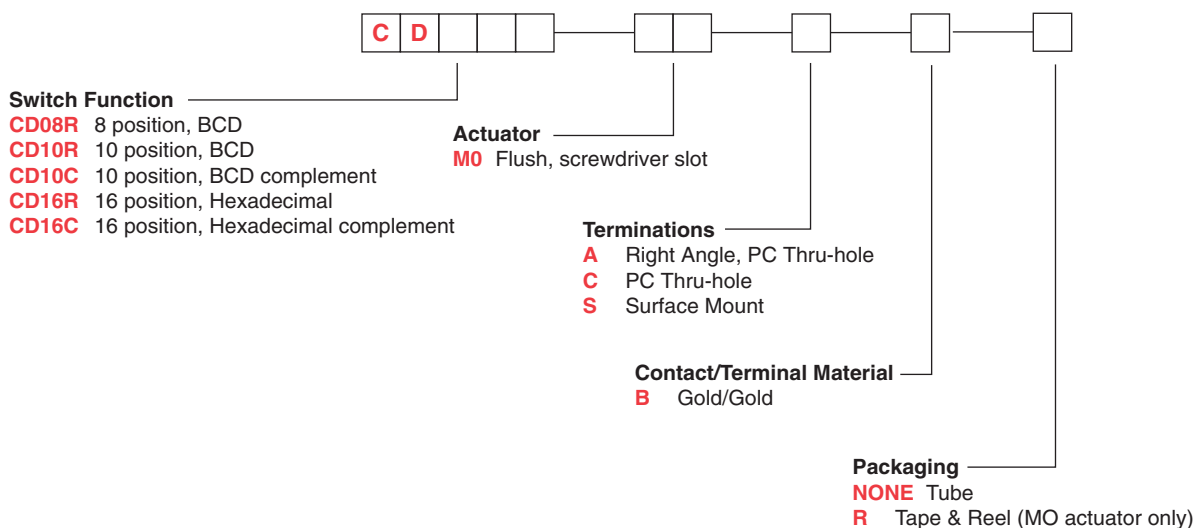 C D
Switch Function
CD08R 8 position, BCD
CD10R 10 position, BCD
CD10C 10 position, BCD complement
CD16R 16 position, Hexadecimal
CD16C 16 position, Hexadecimal complement
Actuator
M0 Flush, screwdriver slot
Terminations
A Right Angle, PC Thru-hole
C PC Thru-hole
S Surface Mount
Contact/Terminal Material
B Gold/Gold
Packaging
NONE Tube
R Tape & Reel (MO actuator only)